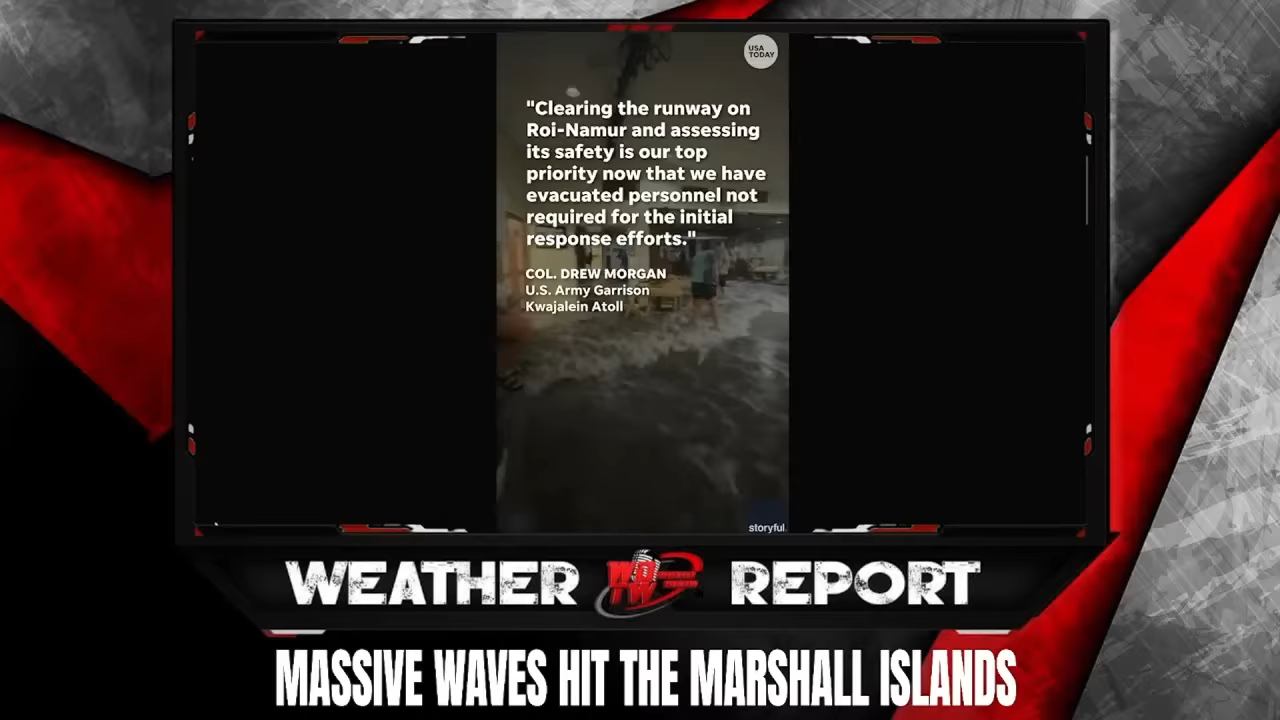 USA
TODAY
"Clearing the runway on
Roi-Namur and assessing
its safety is our top
priority now that we have
evacuated personnel not
required for the initial
response efforts."
COL. DREW MORGAN
U.S. Army Garrison
Kwajalein Atoll
storyful.
WEATHER REPORT
MASSIVE WAVES HIT THE MARSHALL ISLANDS